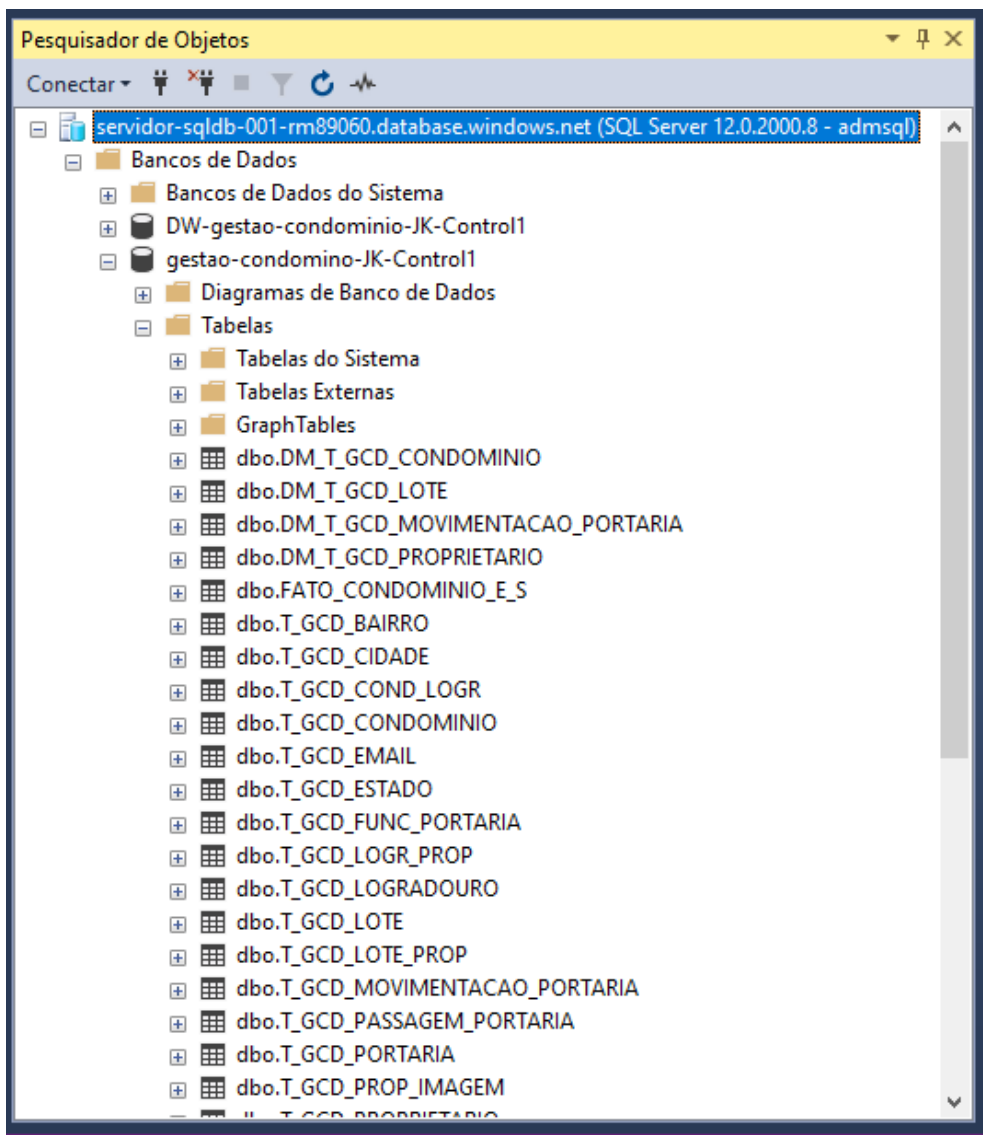 Pesquisador de Objetos
Conectar
servidor-sqldb-001-rm89060.database.windows.net (SQL Server 12.0.2000.8 - admsql)
Bancos de Dados
Bancos de Dados do Sistema
DW-gestao-condominio-JK-Control1
gestao-condomino-JK-Control1
Diagramas de Banco de Dados
Tabelas
Tabelas do Sistema
Tabelas Externas
GraphTables
dbo.DM_T_GCD_CONDOMINIO
dbo.DM_T_GCD_LOTE
dbo.DM_T_GCD_MOVIMENTACAO_PORTARIA
dbo.DM_T_GCD_PROPRIETARIO
dbo.FATO_CONDOMINIO_E_S
dbo.T_GCD_BAIRRO
dbo.T_GCD_CIDADE
dbo.T_GCD_COND_LOGR
dbo.T_GCD_CONDOMINIO
dbo.T_GCD_EMAIL
dbo.T_GCD_ESTADO
dbo.T_GCD_FUNC_PORTARIA
dbo.T_GCD_LOGR_PROP
dbo.T_GCD_LOGRADOURO
dbo.T_GCD_LOTE
dbo.T_GCD_LOTE_PROP
dbo.T_GCD_MOVIMENTACAO_PORTARIA
dbo.T_GCD_PASSAGEM_PORTARIA
dbo.T_GCD_PORTARIA
dbo.T_GCD_PROP_IMAGEM